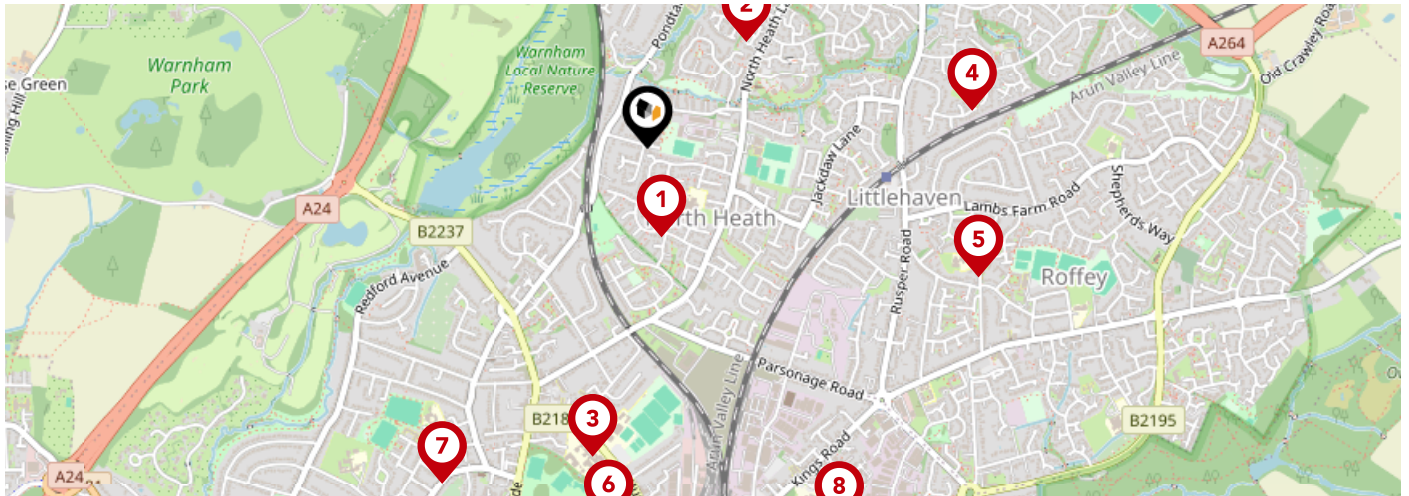 2
Pondta
North Heath L
A264
Old Crawley Roa
Warnham
Park
Warnham
Local Nature
Reserve
4
Arun Valley Line
se Green
Jackdaw Lane
Littlehaven
Lambs Farm Road
Shepherds Way
1
rth Heath
A24
B2237
5
Roffey
Rusper Road
Redford Avenue
Parsonage Road
Arun Valley Line
B218
3
B2195
7
Kings Road
A24
6
8